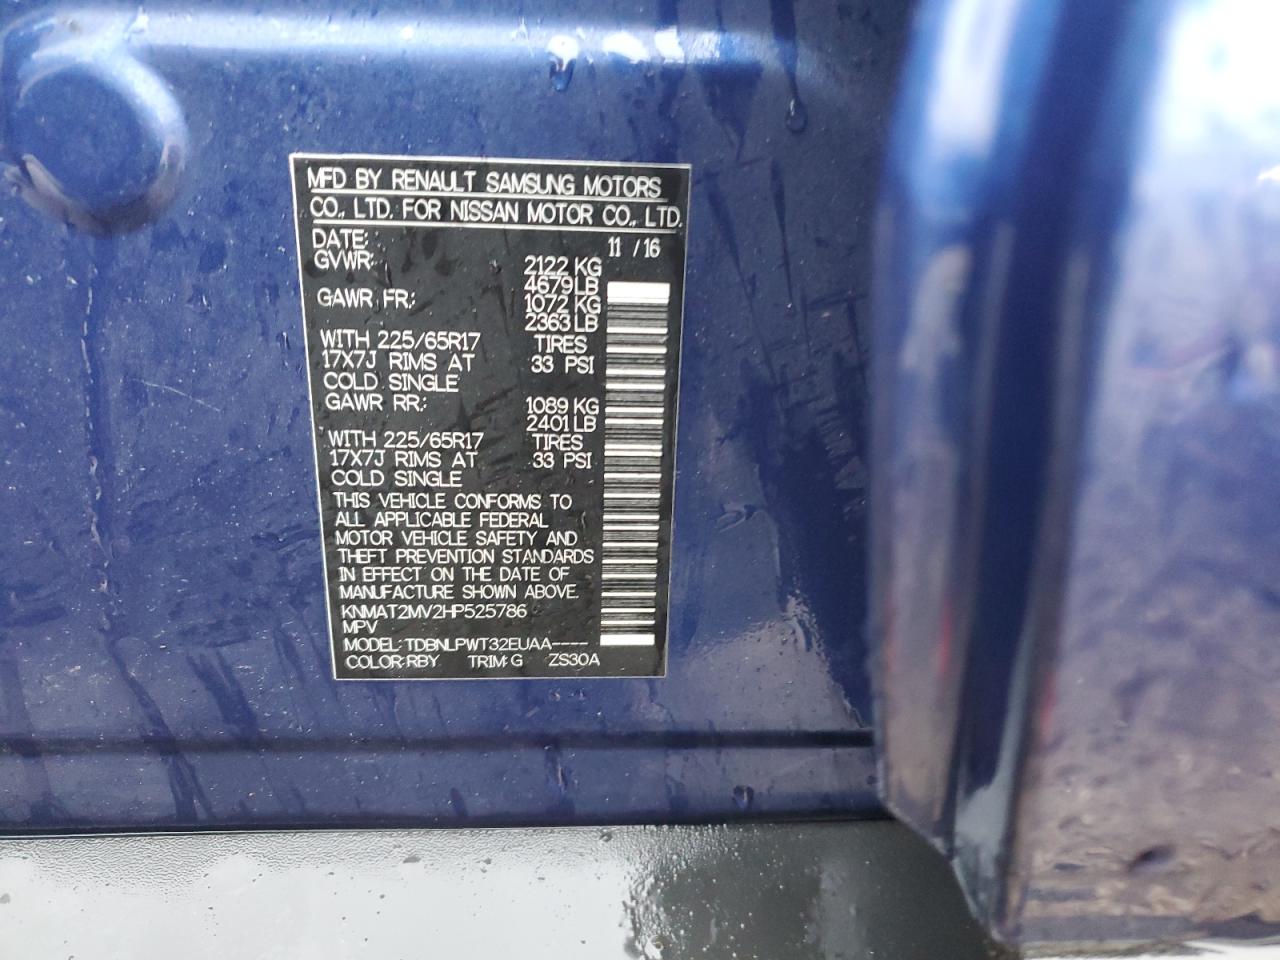 MFD BY RENAULT SAMSUNG MOTORS
CO., LTD. FOR NISSAN MOTOR CO., LTD.
DATE: 11 / 16
GVWR: 2122 KG
4679 LB
GAWR FR: 1072 KG
2363 LB
WITH 225/65R17 TIRES
17X7J RIMS AT 33 PSI
COLD SINGLE
GAWR RR: 1089 KG
2401 LB
WITH 225/65R17 TIRES
17X7J RIMS AT 33 PSI
COLD SINGLE
THIS VEHICLE CONFORMS TO
ALL APPLICABLE FEDERAL
MOTOR VEHICLE SAFETY AND
THEFT PREVENTION STANDARDS
IN EFFECT ON THE DATE OF
MANUFACTURE SHOWN ABOVE.
KNMAT2MV2HP525786
MPV
MODEL: TDBNLPWT32EUAA----
COLOR: RBY TRIM: G ZS30A